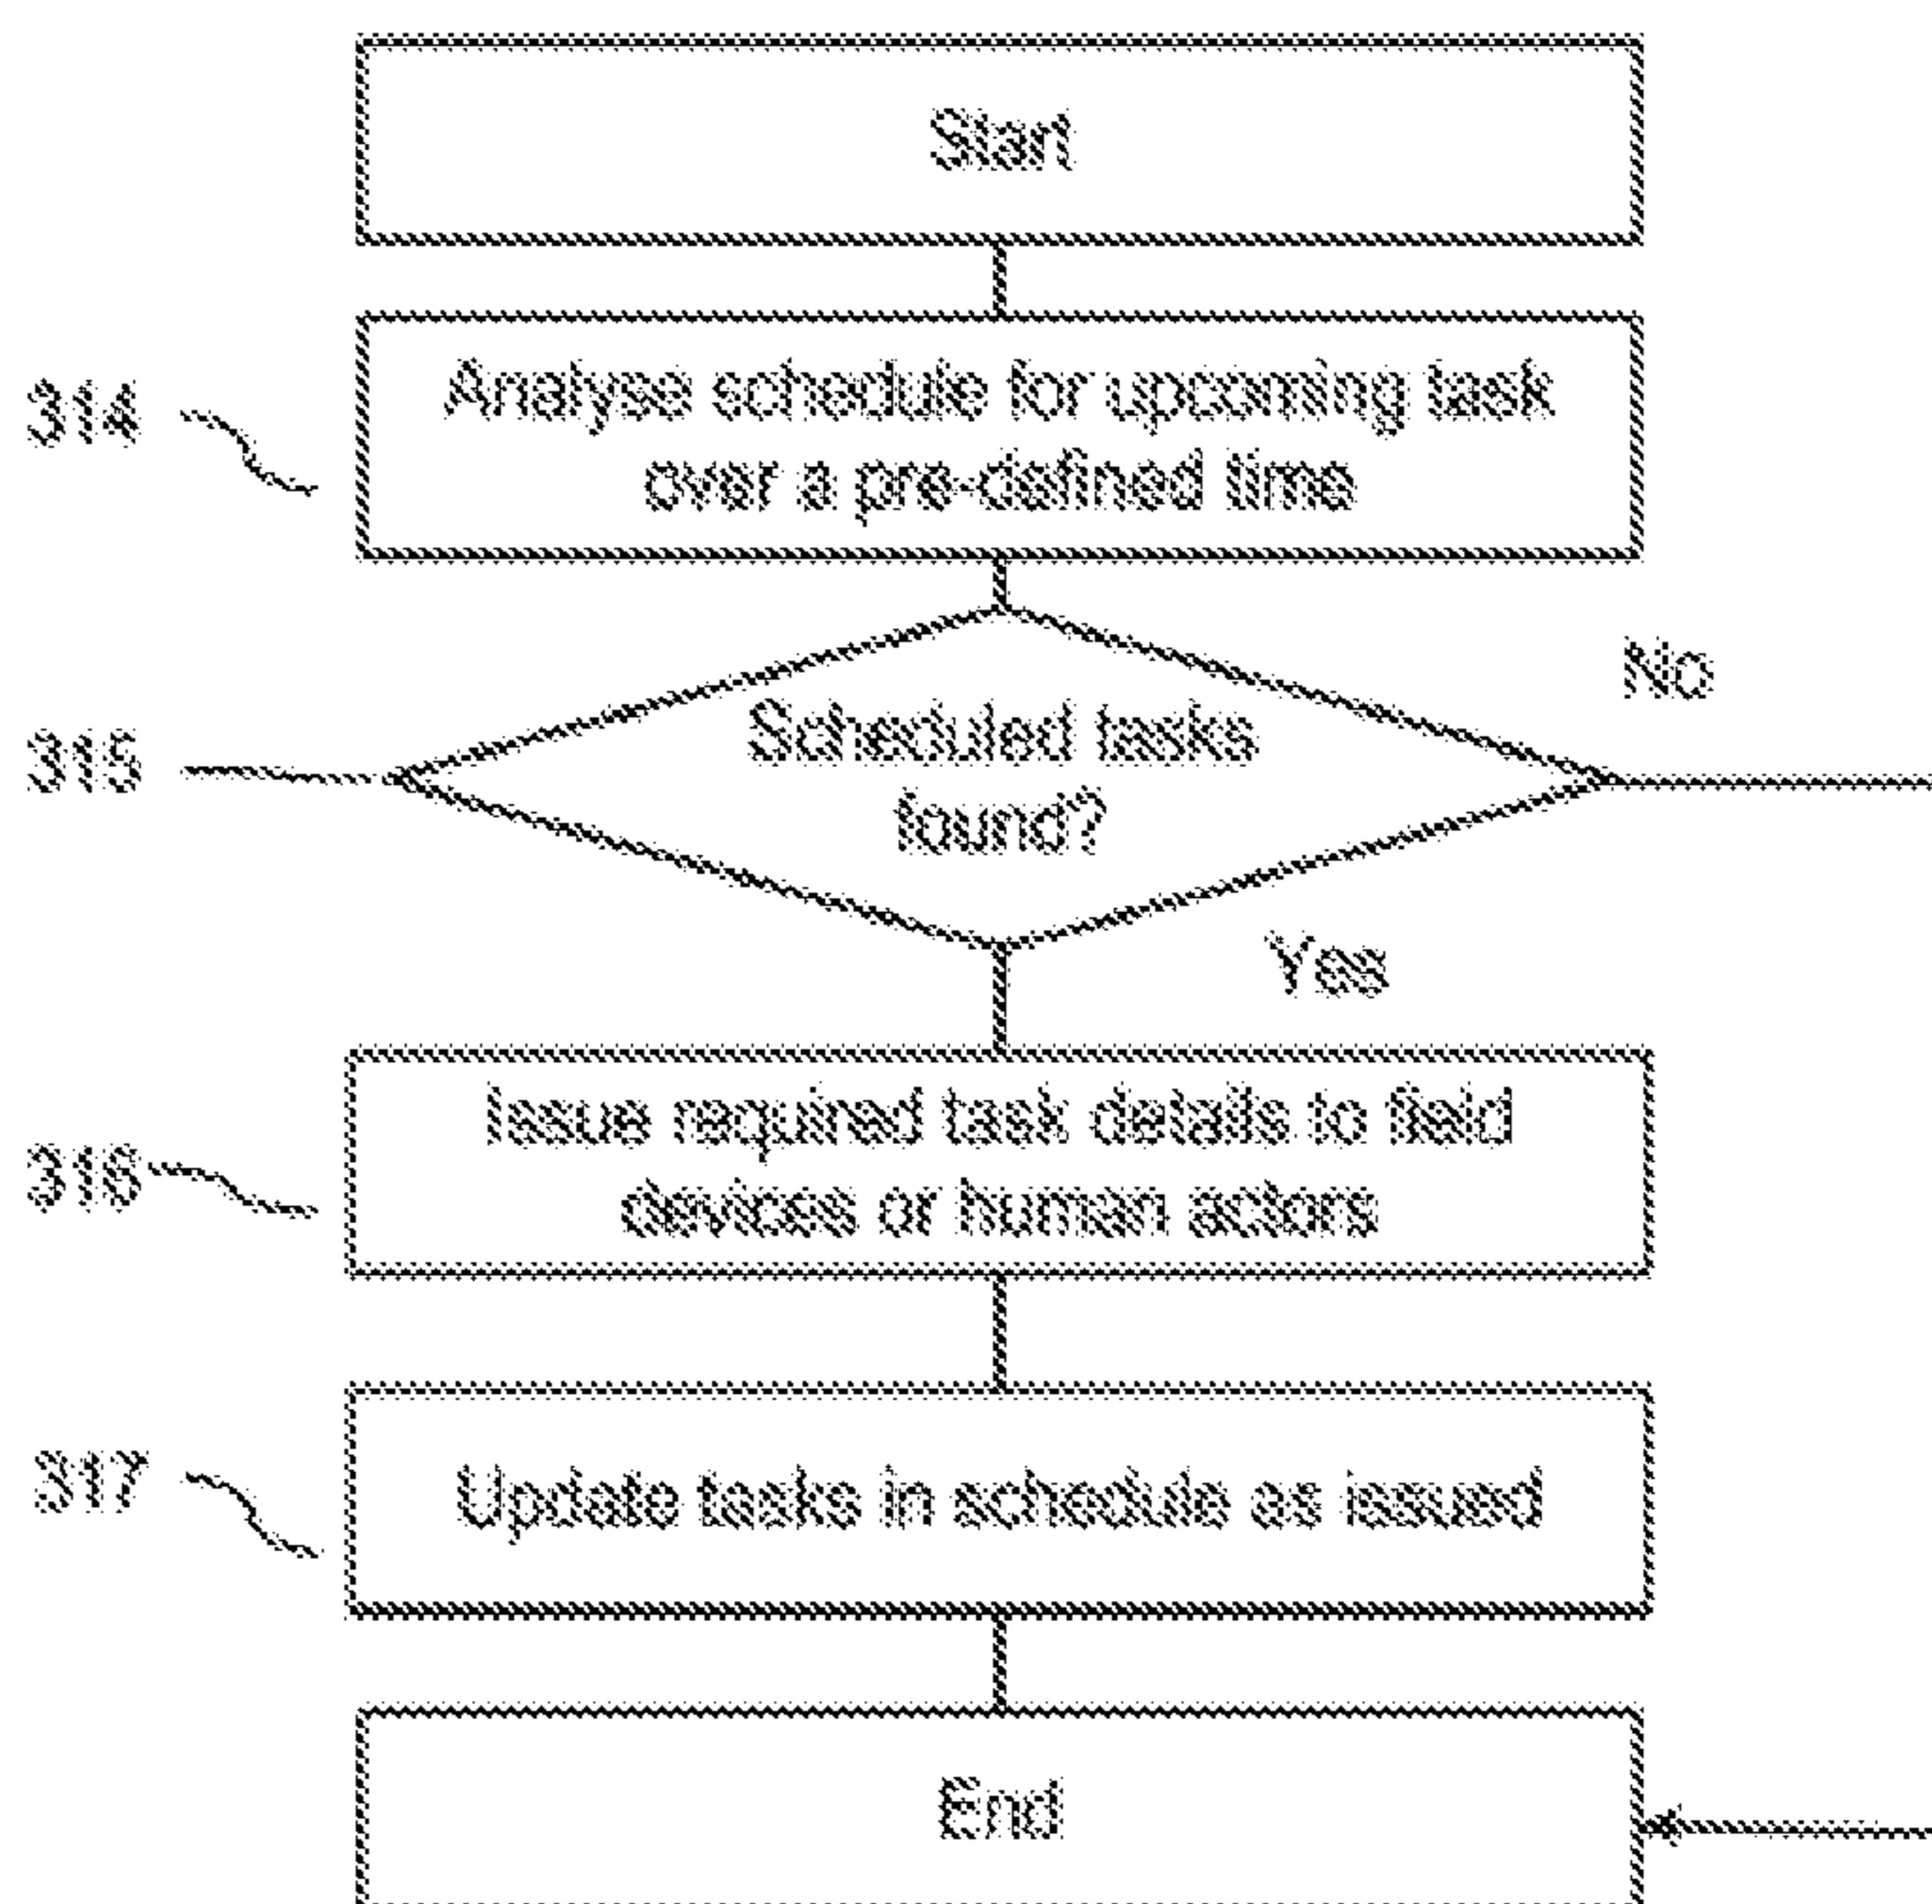 Start
314
Analyse schedule for upcoming task
over a pre-defined time
No
315
Scheduled tasks
found?
Yes
316
Issue required task details to field
devices or human actors
317
Update tasks in schedule as issued
End